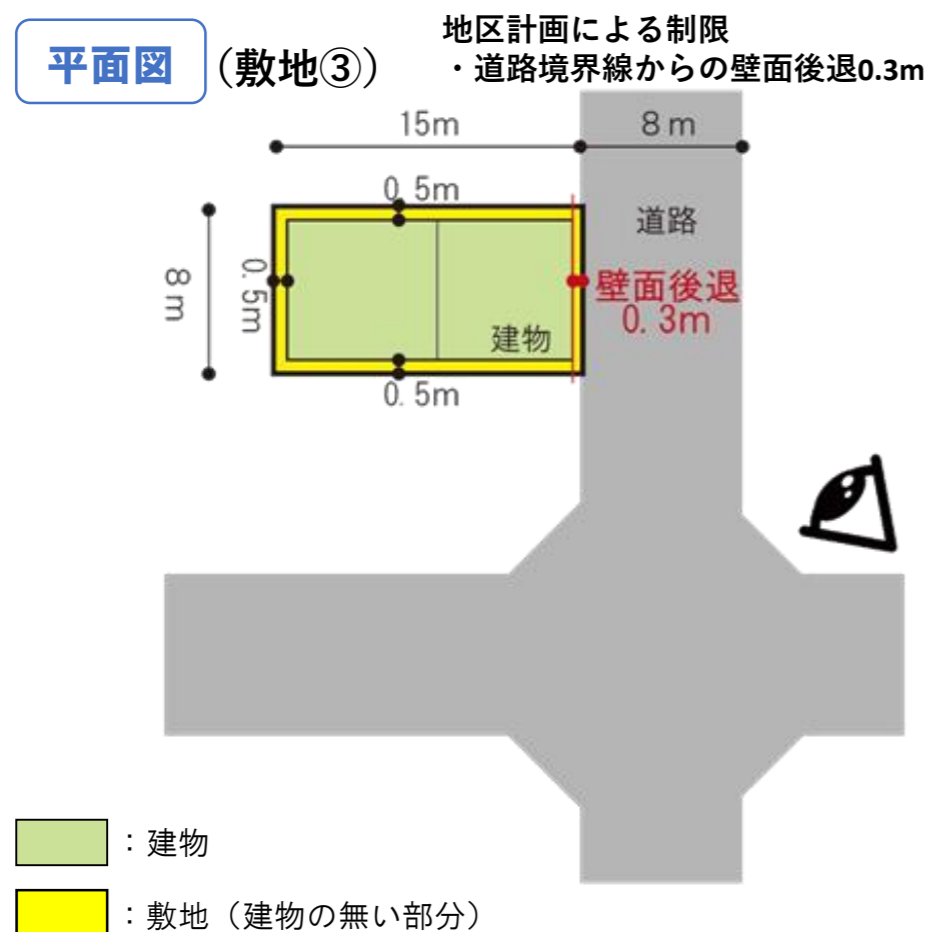 平面図
(敷地③)
地区計画による制限
・道路境界線からの壁面後退0.3m
15m
8m
0.5m
道路
8m
0.5m
壁面後退
0.3m
建物
0.5m
：建物
：敷地（建物の無い部分）